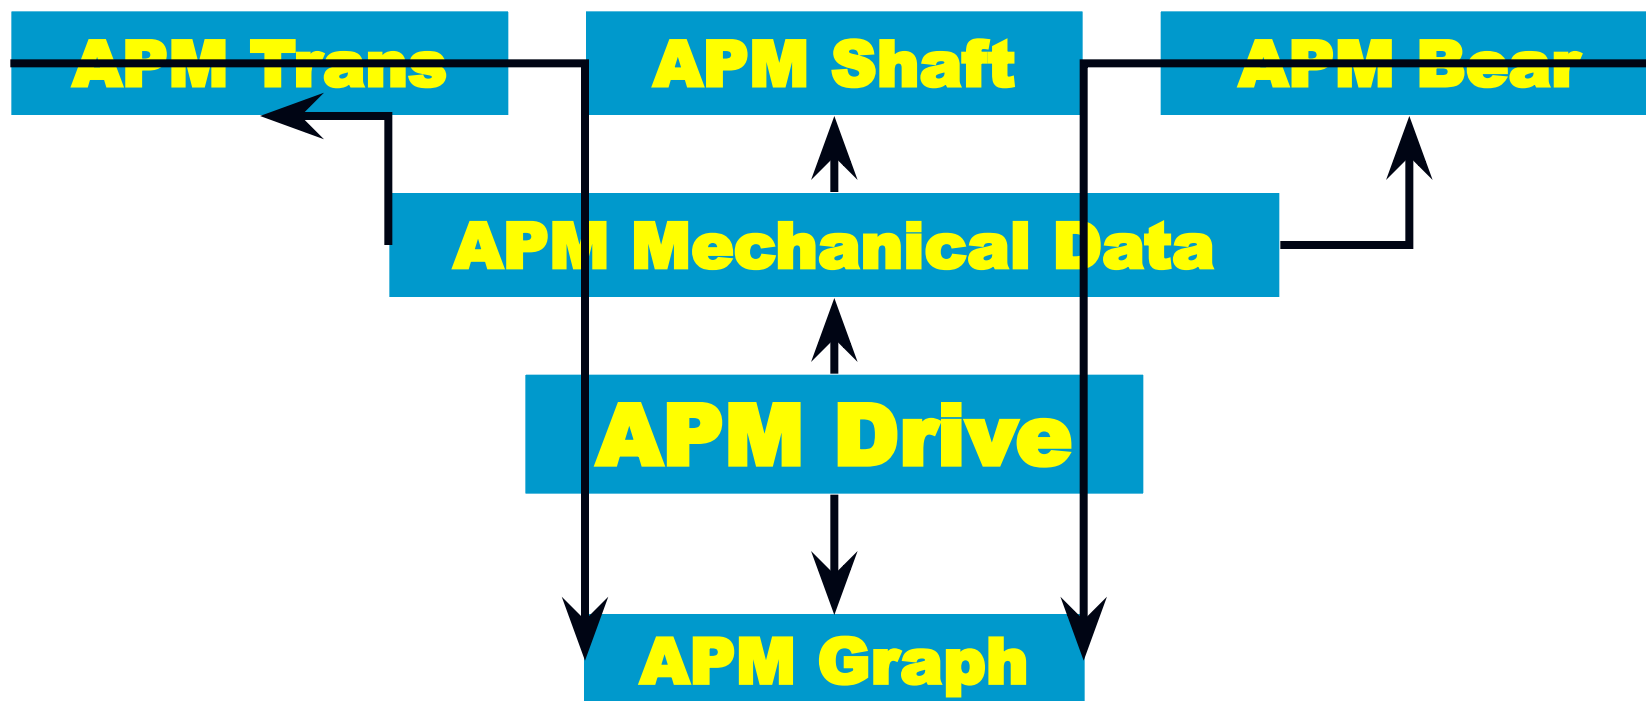 APM Trans
APM Shaft
APM Bear
APM Mechanical Data
APM Drive
APM Graph